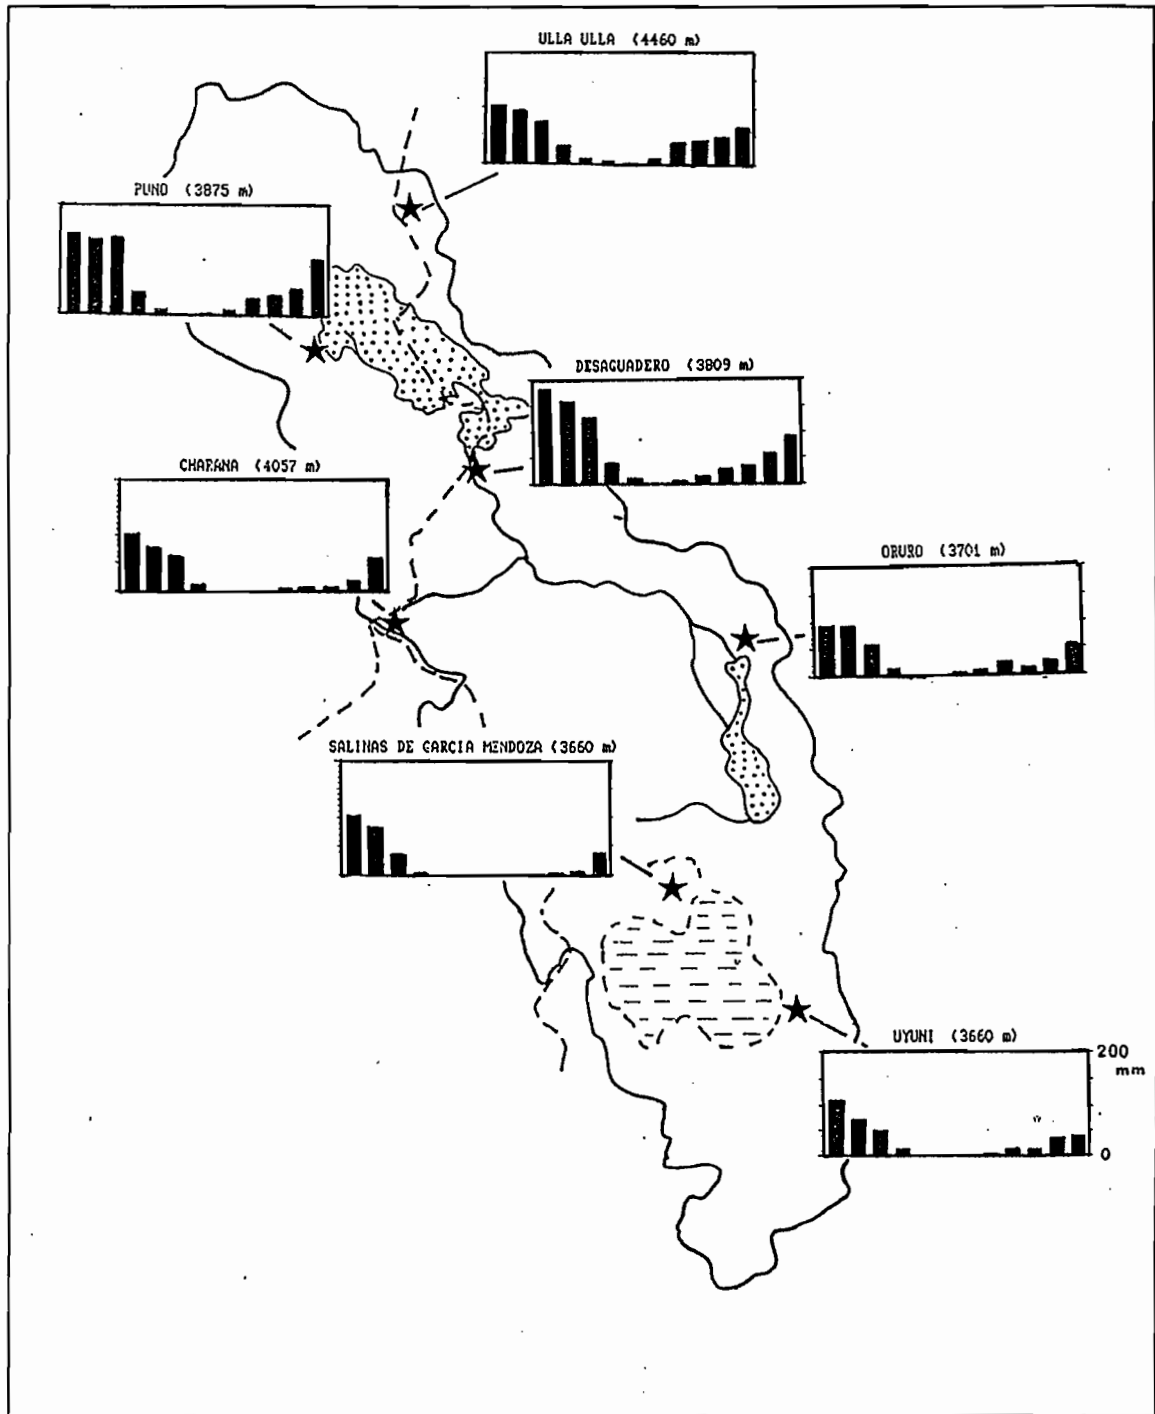 ULLA ULLA (4460 m)
PUNO (3875 m)
DESAGUADERO (3809 m)
CHARANA (4057 m)
ORURO (3701 m)
SALINAS DE GARCIA MENDOZA (3660 m)
UYUNI (3660 m)
200
mm
0